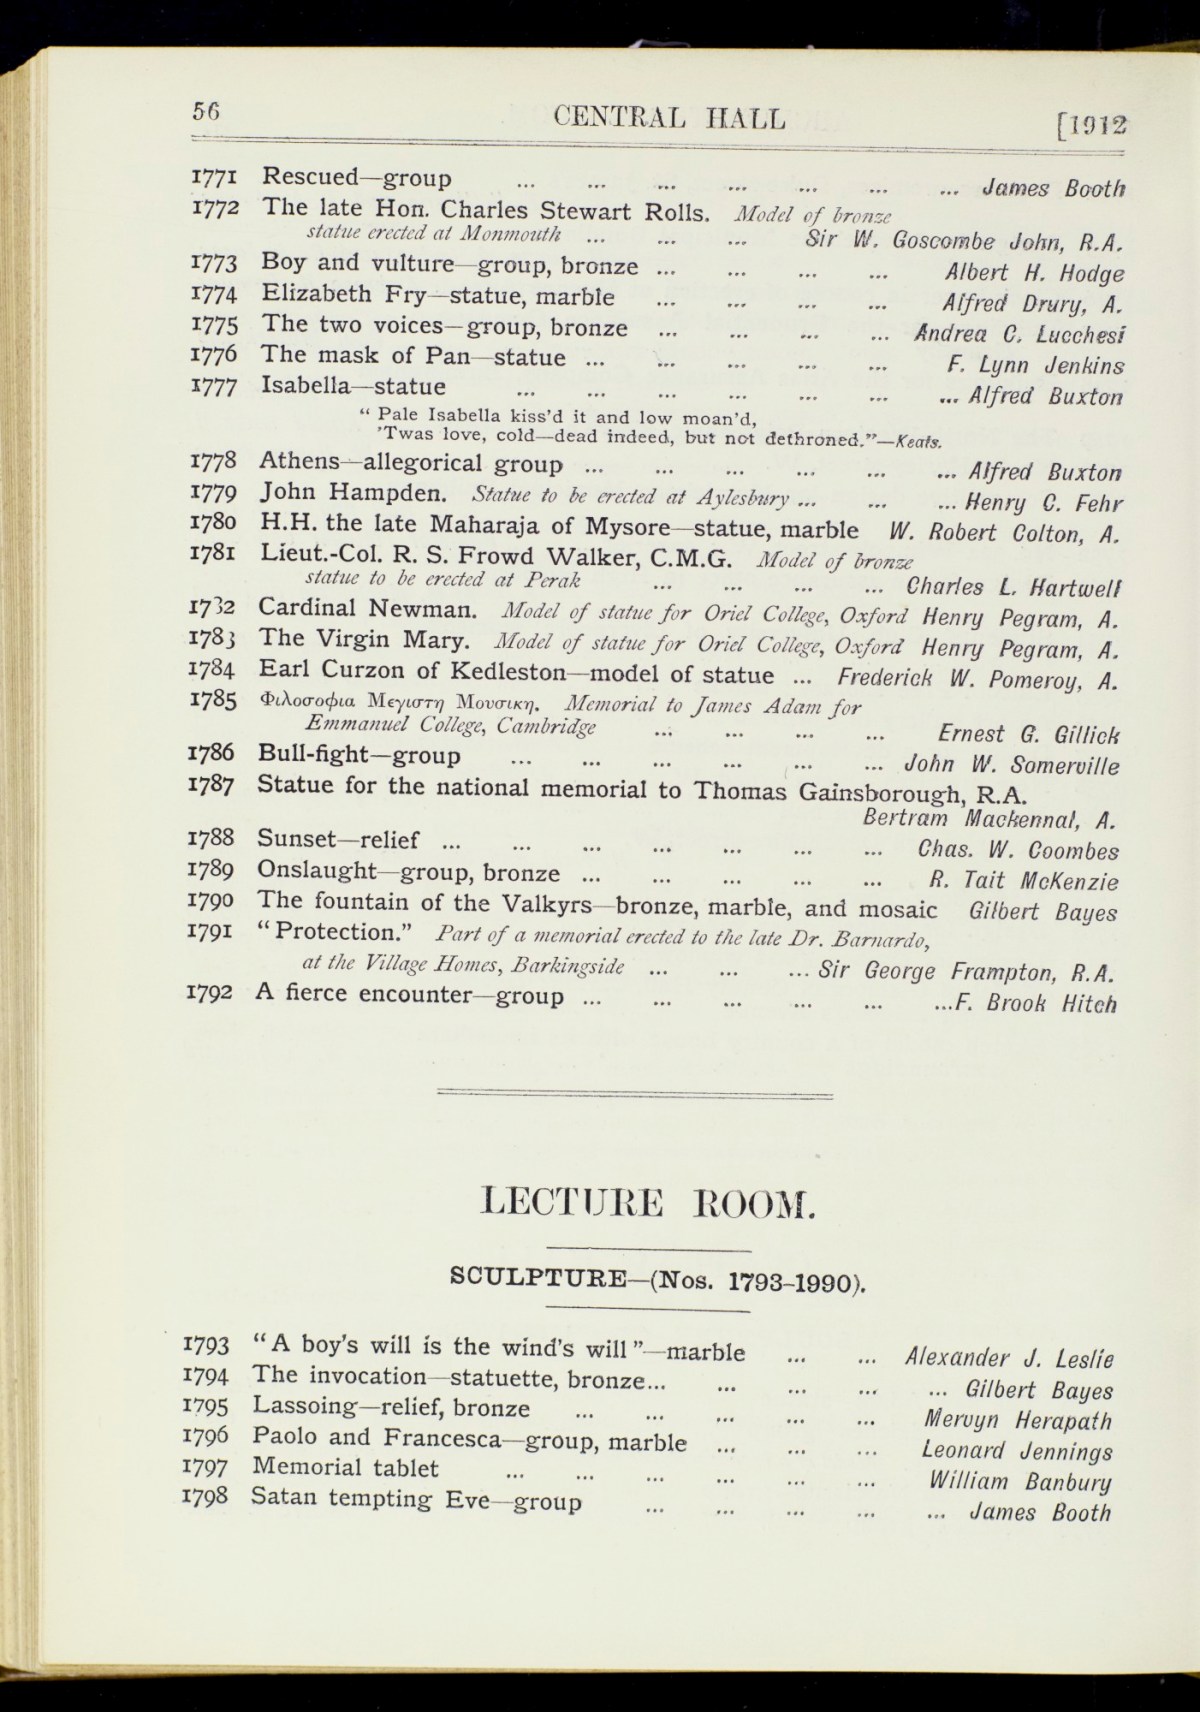 56 CENTRAL HALL [1912
1771 Rescued—group ... ... ... ... ... ... ... James Booth
1772 The late Hon. Charles Stewart Rolls. Model of bronze
statue erected at Monmouth ... ... ... Sir W. Goscombe John, R.A.
1773 Boy and vulture—group, bronze ... ... ... ... Albert H. Hodge
1774 Elizabeth Fry—statue, marble ... ... ... ... Alfred Drury, A.
1775 The two voices—group, bronze ... ... ... ... Andrea C. Lucchesi
1776 The mask of Pan—statue ... ... ... ... ... F. Lynn Jenkins
1777 Isabella—statue ... ... ... ... ... ... ... Alfred Buxton
“ Pale Isabella kiss’d it and low moan’d,
’Twas love, cold—dead indeed, but not dethroned.”—Keats.
1778 Athens—allegorical group ... ... ... ... ... ... Alfred Buxton
1779 John Hampden. Statue to be erected at Aylesbury ... ... ... Henry C. Fehr
1780 H.H. the late Maharaja of Mysore—statue, marble W. Robert Colton, A.
1781 Lieut.-Col. R. S. Frowd Walker, C.M.G. Model of bronze
statue to be erected at Perak ... ... ... ... Charles L. Hartwell
1782 Cardinal Newman. Model of statue for Oriel College, Oxford Henry Pegram, A.
1783 The Virgin Mary. Model of statue for Oriel College, Oxford Henry Pegram, A.
1784 Earl Curzon of Kedleston—model of statue ... Frederick W. Pomeroy, A.
1785 Φιλοσοφια Μεγιστη Μουσικη. Memorial to James Adam for
Emmanuel College, Cambridge ... ... ... ... Ernest G. Gillick
1786 Bull-fight—group ... ... ... ... ... ... John W. Somerville
1787 Statue for the national memorial to Thomas Gainsborough, R.A.
Bertram Mackennal, A.
1788 Sunset—relief ... ... ... ... ... ... ... Chas. W. Coombes
1789 Onslaught—group, bronze ... ... ... ... ... R. Tait McKenzie
1790 The fountain of the Valkyrs—bronze, marble, and mosaic Gilbert Bayes
1791 “ Protection.” Part of a memorial erected to the late Dr. Barnardo,
at the Village Homes, Barkingside ... ... ... Sir George Frampton, R.A.
1792 A fierce encounter—group ... ... ... ... ... ...F. Brook Hitch
LECTURE ROOM.
SCULPTURE—(Nos. 1793–1990).
1793 “A boy’s will is the wind’s will”—marble ... ... Alexander J. Leslie
1794 The invocation—statuette, bronze... ... ... ... ... Gilbert Bayes
1795 Lassoing—relief, bronze ... ... ... ... ... Mervyn Herapath
1796 Paolo and Francesca—group, marble ... ... ... Leonard Jennings
1797 Memorial tablet ... ... ... ... ... ... William Banbury
1798 Satan tempting Eve—group ... ... ... ... ... James Booth